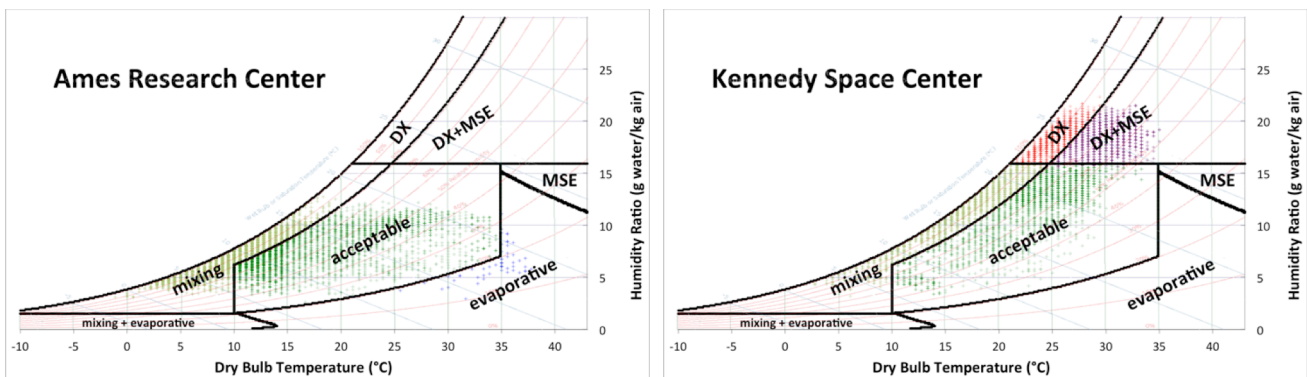 Ames Research Center
DX
DX+MSE
MSE
acceptable
mixing
evaporative
mixing + evaporative
-10 -5 0 5 10 15 20 25 30 35 40
Dry Bulb Temperature (°C)
25
20
15
10
5
0
Humidity Ratio (g water/kg air)
Kennedy Space Center
DX
DX+MSE
MSE
acceptable
mixing
evaporative
mixing + evaporative
-10 -5 0 5 10 15 20 25 30 35 40
Dry Bulb Temperature (°C)
25
20
15
10
5
0
Humidity Ratio (g water/kg air)